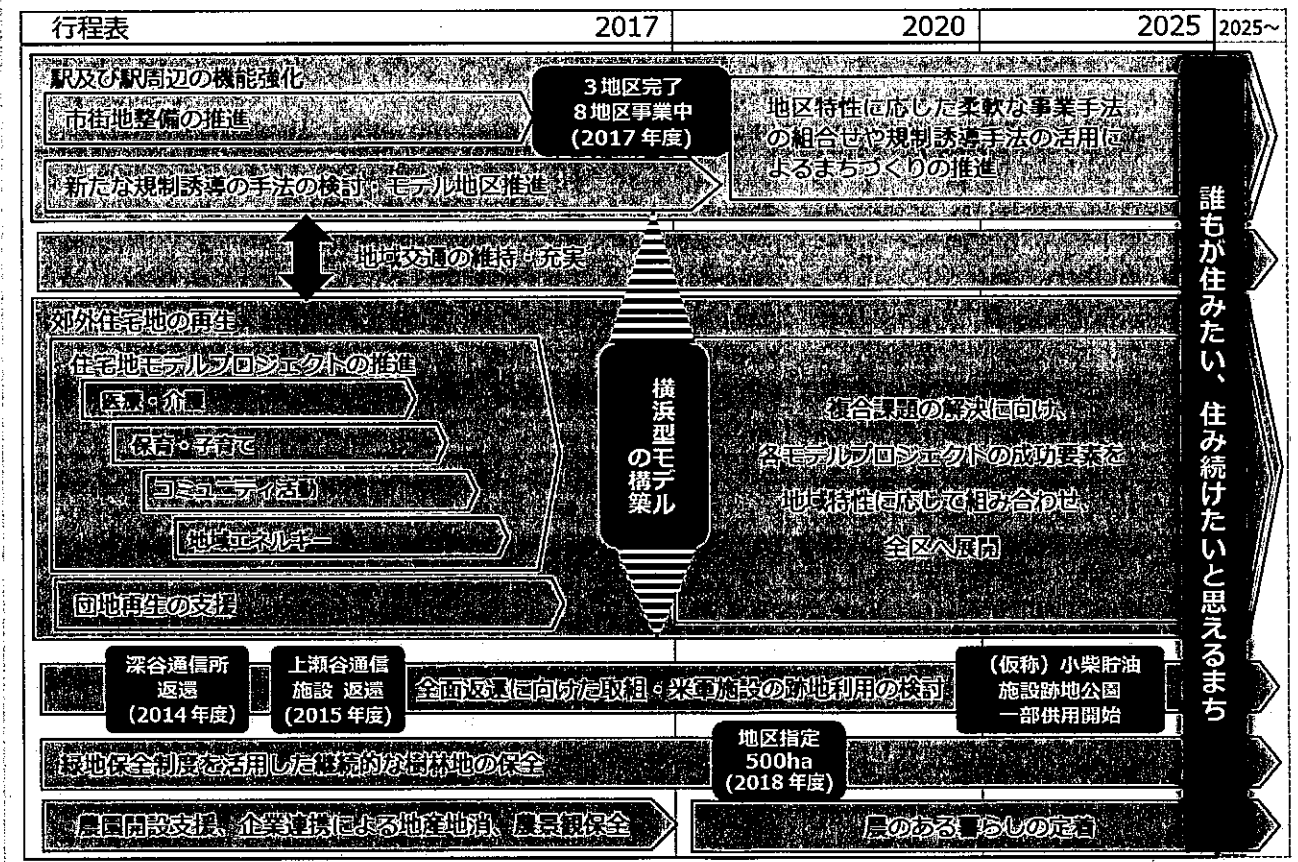 行程表 2017 2020 2025 2025~
駅及び駅周辺の機能強化
市街地整備の推進
3地区完了
8地区事業中
(2017年度)
地区特性に応じた柔軟な事業手法
の組合せや規制誘導手法の活用に
よるまちづくりの推進
新たな規制誘導の手法の検討・モデル地区推進
地域交通の維持・充実
郊外住宅地の再生
住宅地モデルプロジェクトの推進
医療・介護
保育・子育て
コミュニティ活動
地域エネルギー
団地再生の支援
横浜型モデル
の構築
複合課題の解決に向け、
各モデルプロジェクトの成功要素を
地域特性に応じて組み合わせ、
全区へ展開
誰もが住みたい、住み続けたいと思えるまち
深谷通信所
返還
(2014年度)
上瀬谷通信
施設 返還
(2015年度)
全面返還に向けた取組・米軍施設の跡地利用の検討
(仮称)小柴貯油
施設跡地公園
一部供用開始
緑地保全制度を活用した継続的な樹林地の保全
地区指定
500ha
(2018年度)
農園開設支援、企業連携による地産地消、農景観保全
農のある暮らしの定着